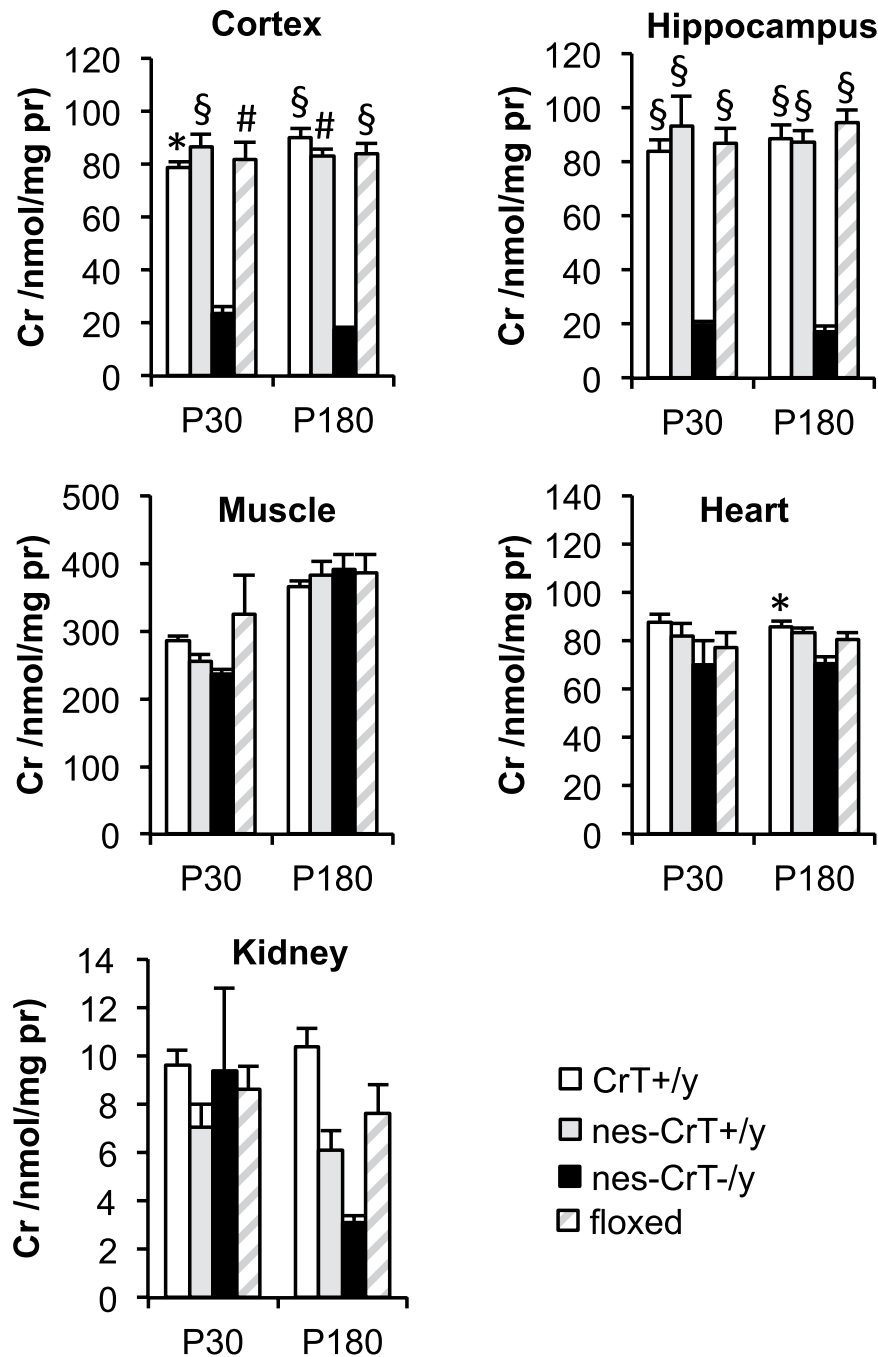 Cortex
Cr /nmol/mg pr)
120
100
80
60
40
20
0
* § # § # §
P30 P180
Hippocampus
Cr /nmol/mg pr)
120
100
80
60
40
20
0
§ § § § § §
P30 P180
Muscle
Cr /nmol/mg pr)
500
400
300
200
100
0
P30 P180
Heart
Cr /nmol/mg pr)
140
120
100
80
60
40
20
0
*
P30 P180
Kidney
Cr /nmol/mg pr)
14
12
10
8
6
4
2
0
P30 P180
CrT+/y
nes-CrT+/y
nes-CrT-/y
floxed